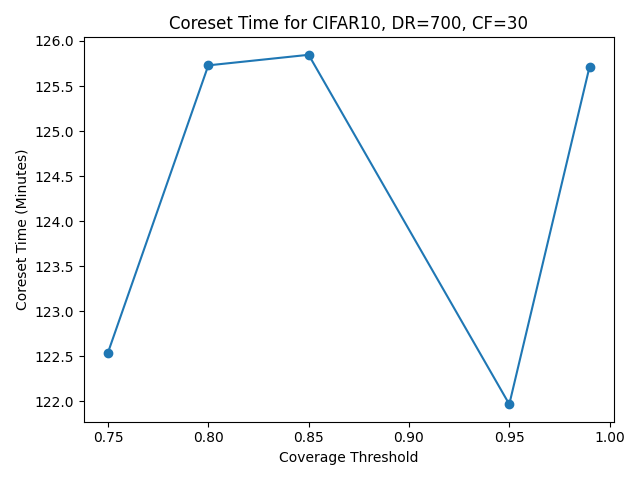 Coreset Time for CIFAR10, DR=700, CF=30
126.0
125.5
125.0
124.5
124.0
123.5
123.0
122.5
122.0
Coreset Time (Minutes)
0.75 0.80 0.85 0.90 0.95 1.00
Coverage Threshold